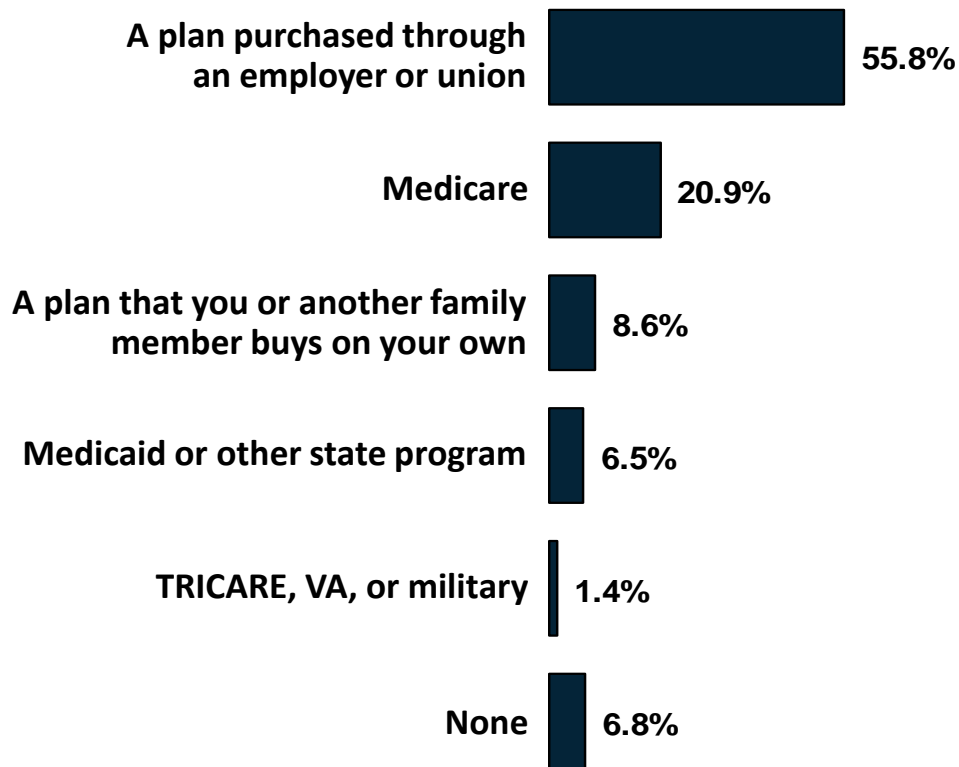 A plan purchased through
an employer or union
55.8%
Medicare
20.9%
A plan that you or another family
member buys on your own
8.6%
Medicaid or other state program
6.5%
TRICARE, VA, or military
1.4%
None
6.8%